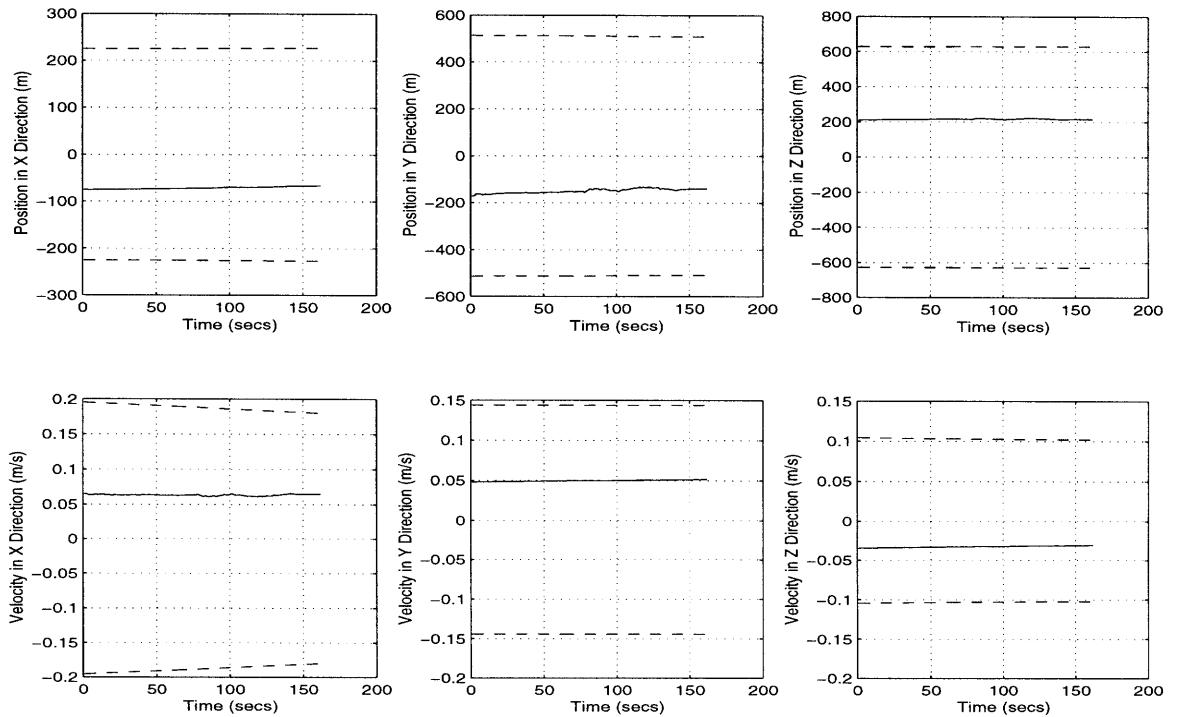 Position in X Direction (m)
300
200
100
0
−100
−200
−300
0 50 100 150 200
Time (secs)
Position in Y Direction (m)
600
400
200
0
−200
−400
−600
0 50 100 150 200
Time (secs)
Position in Z Direction (m)
800
600
400
200
0
−200
−400
−600
−800
0 50 100 150 200
Time (secs)
Velocity in X Direction (m/s)
0.2
0.15
0.1
0.05
0
−0.05
−0.1
−0.15
−0.2
0 50 100 150 200
Time (secs)
Velocity in Y Direction (m/s)
0.15
0.1
0.05
0
−0.05
−0.1
−0.15
−0.2
0 50 100 150 200
Time (secs)
Velocity in Z Direction (m/s)
0.15
0.1
0.05
0
−0.05
−0.1
−0.15
−0.2
0 50 100 150 200
Time (secs)